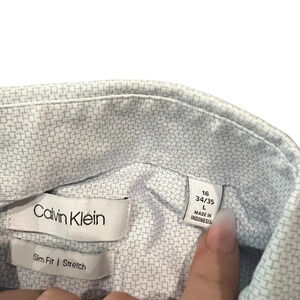 Calvin Klein
Slim Fit | Stretch
16
34/35
L
MADE IN
INDONESIA